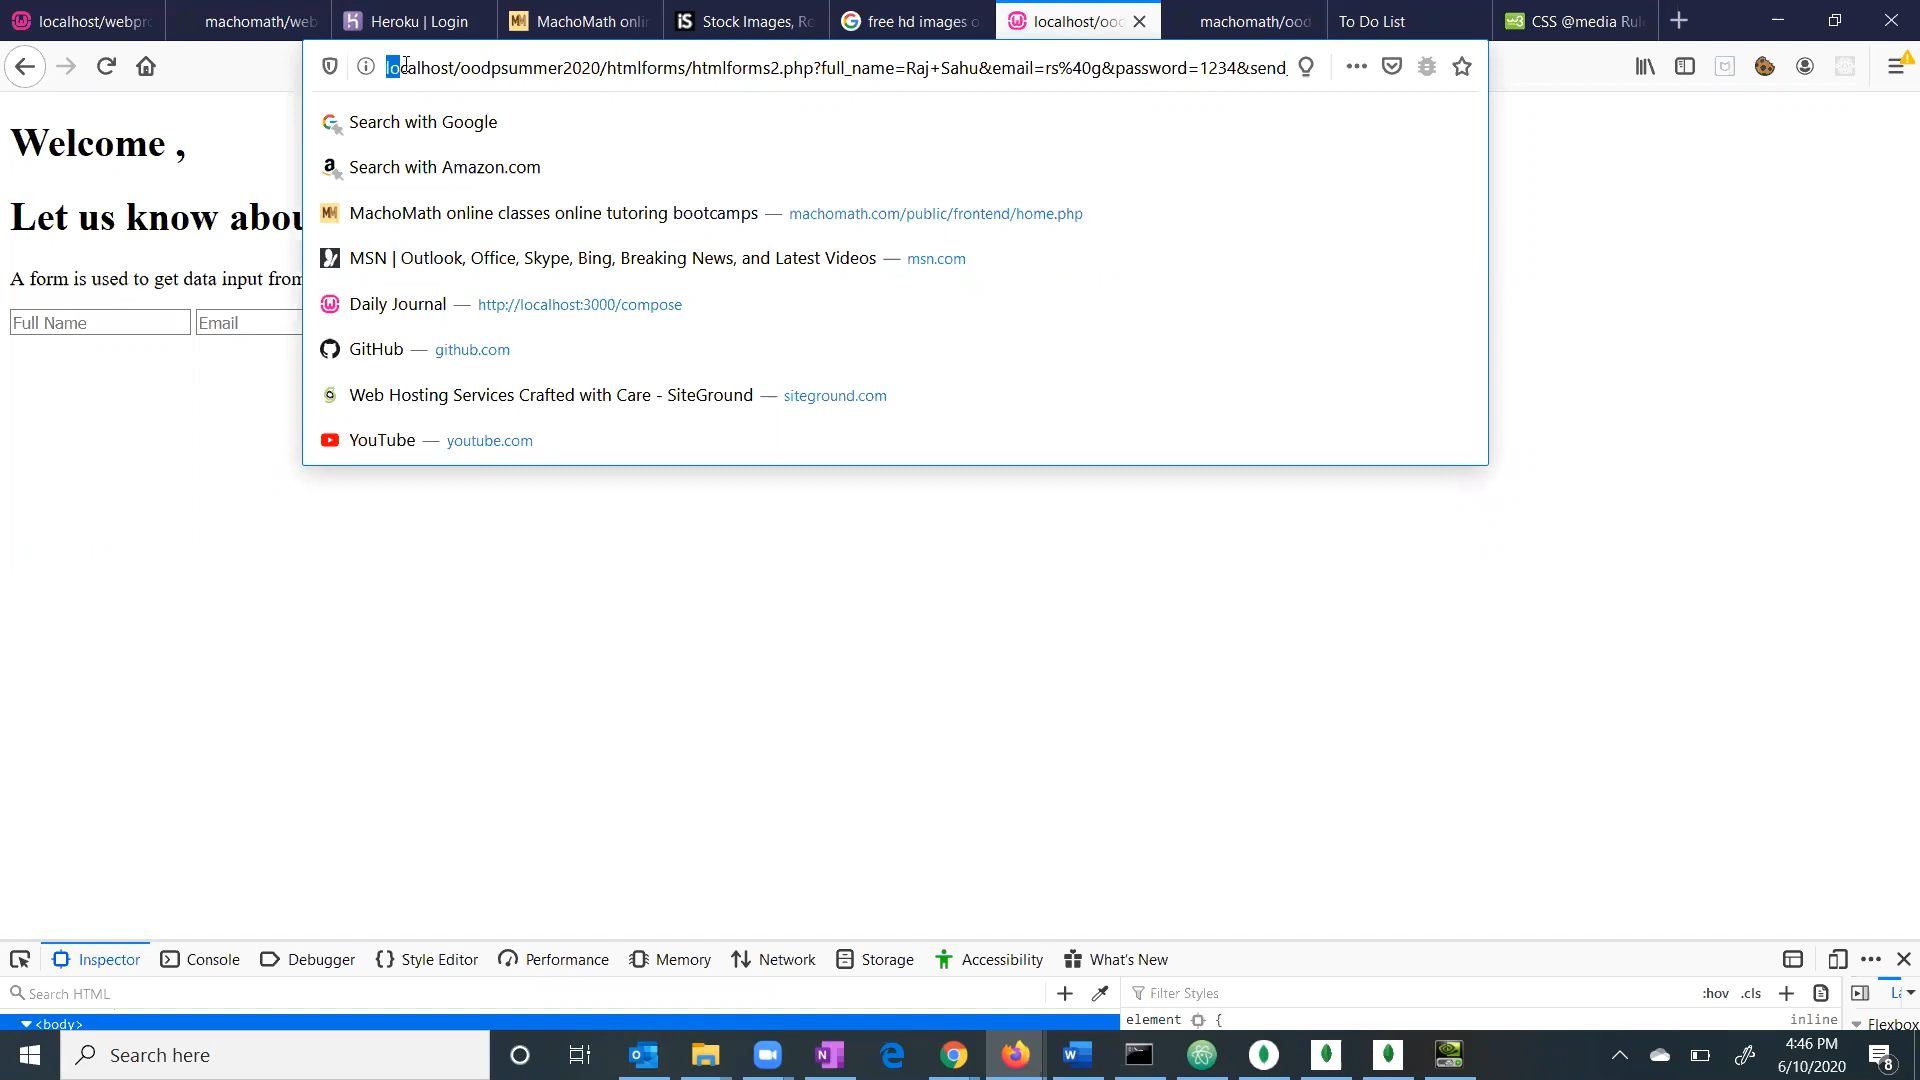 localhost/webpr
machomath/web
Heroku | Login
MachoMath onli
Stock Images, Ro
free hd images o
localhost/ood
machomath/ood
To Do List
CSS @media Rul
localhost/oodpsummer2020/htmlforms/htmlforms2.php?full_name=Raj+Sahu&email=rs%40g&password=1234&send_
Search with Google
Search with Amazon.com
MachoMath online classes online tutoring bootcamps — machomath.com/public/frontend/home.php
MSN | Outlook, Office, Skype, Bing, Breaking News, and Latest Videos — msn.com
Daily Journal — http://localhost:3000/compose
GitHub — github.com
Web Hosting Services Crafted with Care - SiteGround — siteground.com
YouTube — youtube.com
Welcome ,
Let us know abou
A form is used to get data input from
Full Name
Email
Inspector
Console
Debugger
Style Editor
Performance
Memory
Network
Storage
Accessibility
What's New
Search HTML
Filter Styles
:hov .cls
<body>
element {
inline
Flexbox
Search here
4:46 PM
6/10/2020
8